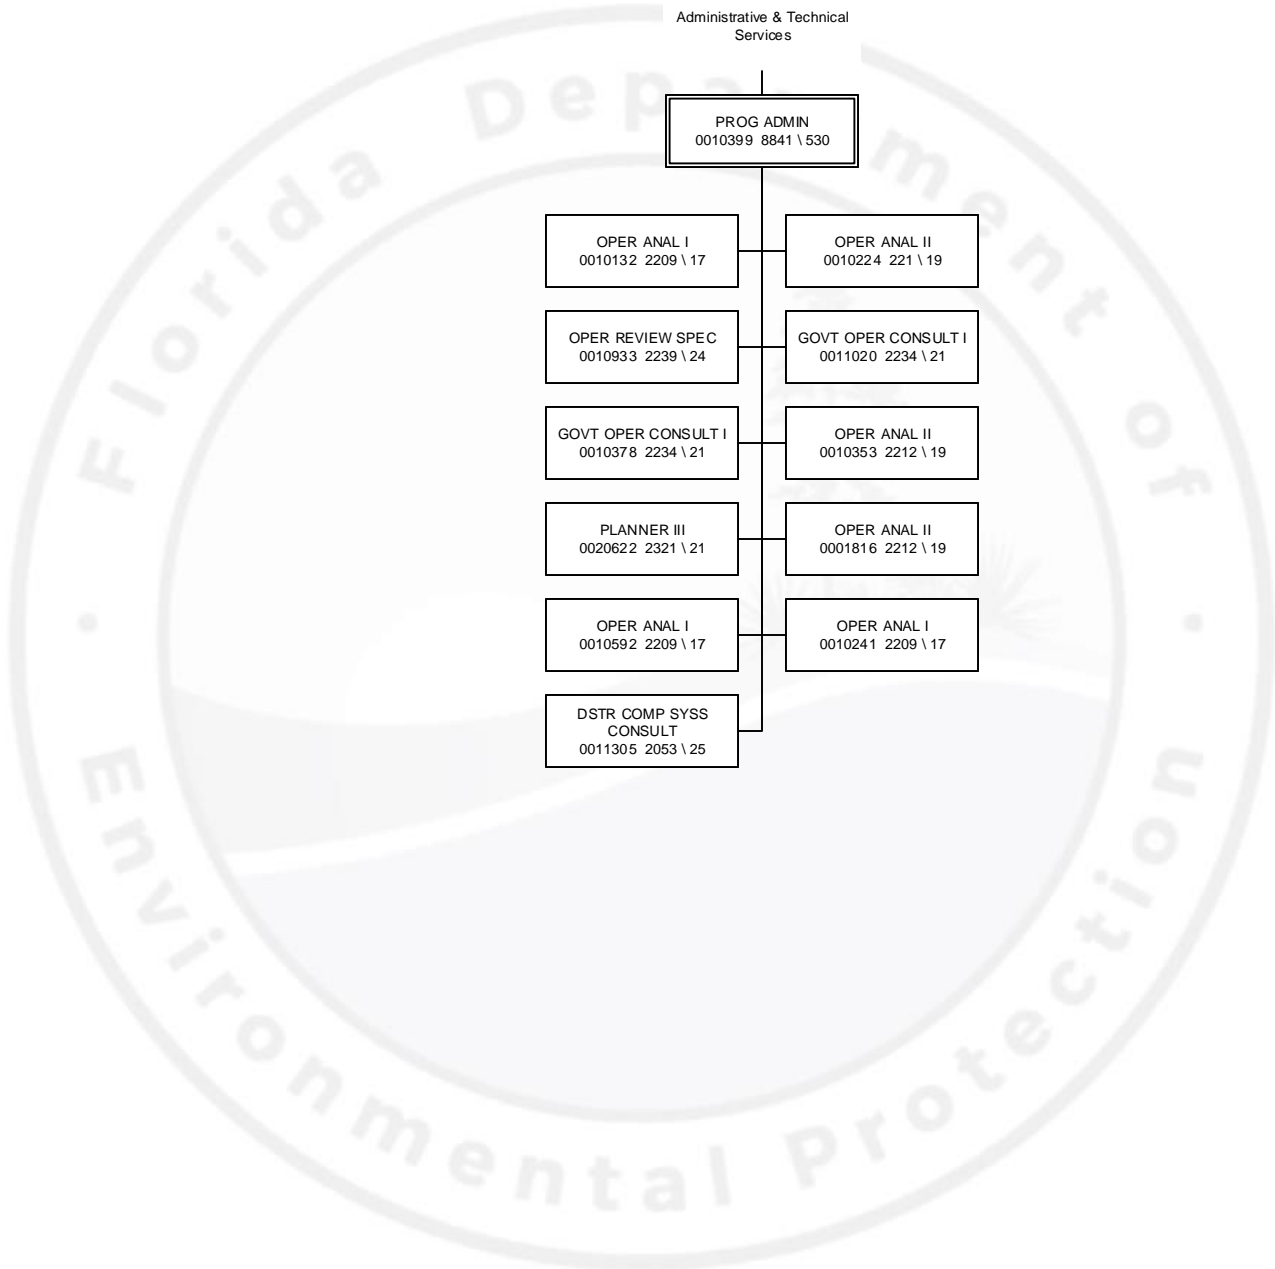 Administrative & Technical
Services
PROG ADMIN
0010399 8841 \ 530
OPER ANAL I
0010132 2209 \ 17
OPER ANAL II
0010224 221 \ 19
OPER REVIEW SPEC
0010933 2239 \ 24
GOVT OPER CONSULT I
0011020 2234 \ 21
GOVT OPER CONSULT I
0010378 2234 \ 21
OPER ANAL II
0010353 2212 \ 19
PLANNER III
0020622 2321 \ 21
OPER ANAL II
0001816 2212 \ 19
OPER ANAL I
0010592 2209 \ 17
OPER ANAL I
0010241 2209 \ 17
DSTR COMP SYSS
CONSULT
0011305 2053 \ 25
Florida Department of
Environmental Protection